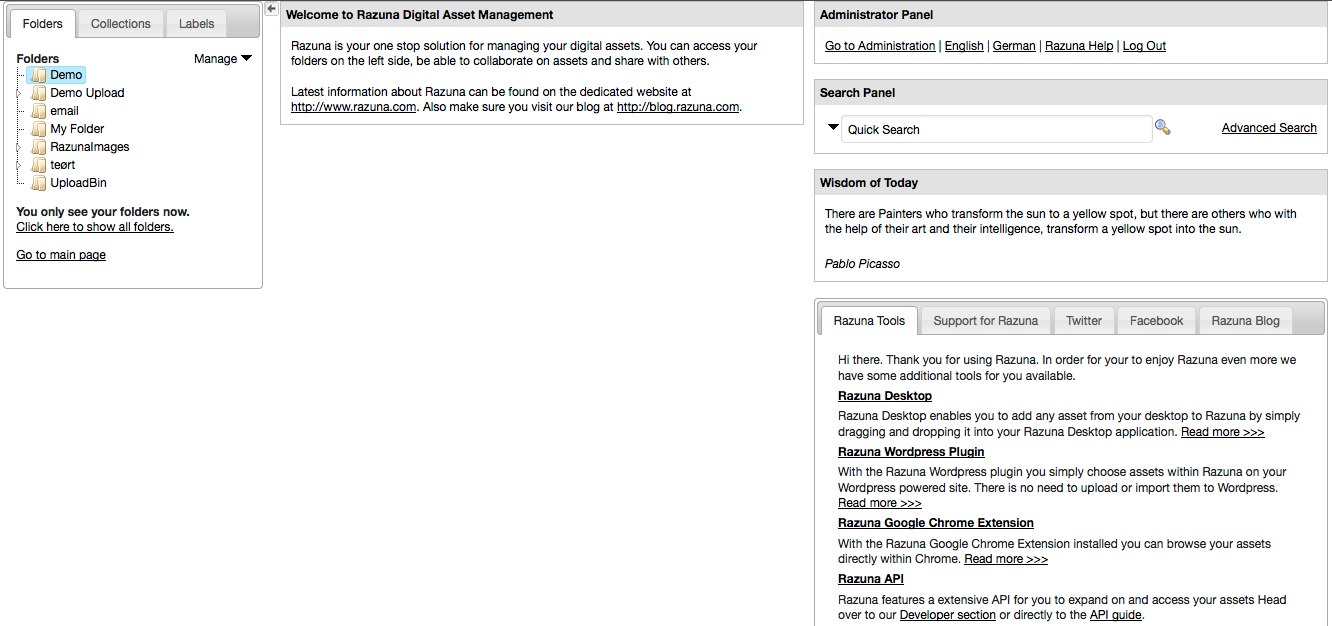 Folders Collections Labels
Folders Manage
Demo
Demo Upload
email
My Folder
RazunaImages
teørt
UploadBin
You only see your folders now.
Click here to show all folders.
Go to main page
Welcome to Razuna Digital Asset Management
Razuna is your one stop solution for managing your digital assets. You can access your
folders on the left side, be able to collaborate on assets and share with others.
Latest information about Razuna can be found on the dedicated website at
http://www.razuna.com. Also make sure you visit our blog at http://blog.razuna.com.
Administrator Panel
Go to Administration | English | German | Razuna Help | Log Out
Search Panel
Quick Search Advanced Search
Wisdom of Today
There are Painters who transform the sun to a yellow spot, but there are others who with
the help of their art and their intelligence, transform a yellow spot into the sun.
Pablo Picasso
Razuna Tools Support for Razuna Twitter Facebook Razuna Blog
Hi there. Thank you for using Razuna. In order for your to enjoy Razuna even more we
have some additional tools for you available.
Razuna Desktop
Razuna Desktop enables you to add any asset from your desktop to Razuna by simply
dragging and dropping it into your Razuna Desktop application. Read more >>>
Razuna Wordpress Plugin
With the Razuna Wordpress plugin you simply choose assets within Razuna on your
Wordpress powered site. There is no need to upload or import them to Wordpress.
Read more >>>
Razuna Google Chrome Extension
With the Razuna Google Chrome Extension installed you can browse your assets
directly within Chrome. Read more >>>
Razuna API
Razuna features a extensive API for you to expand on and access your assets Head
over to our Developer section or directly to the API guide.